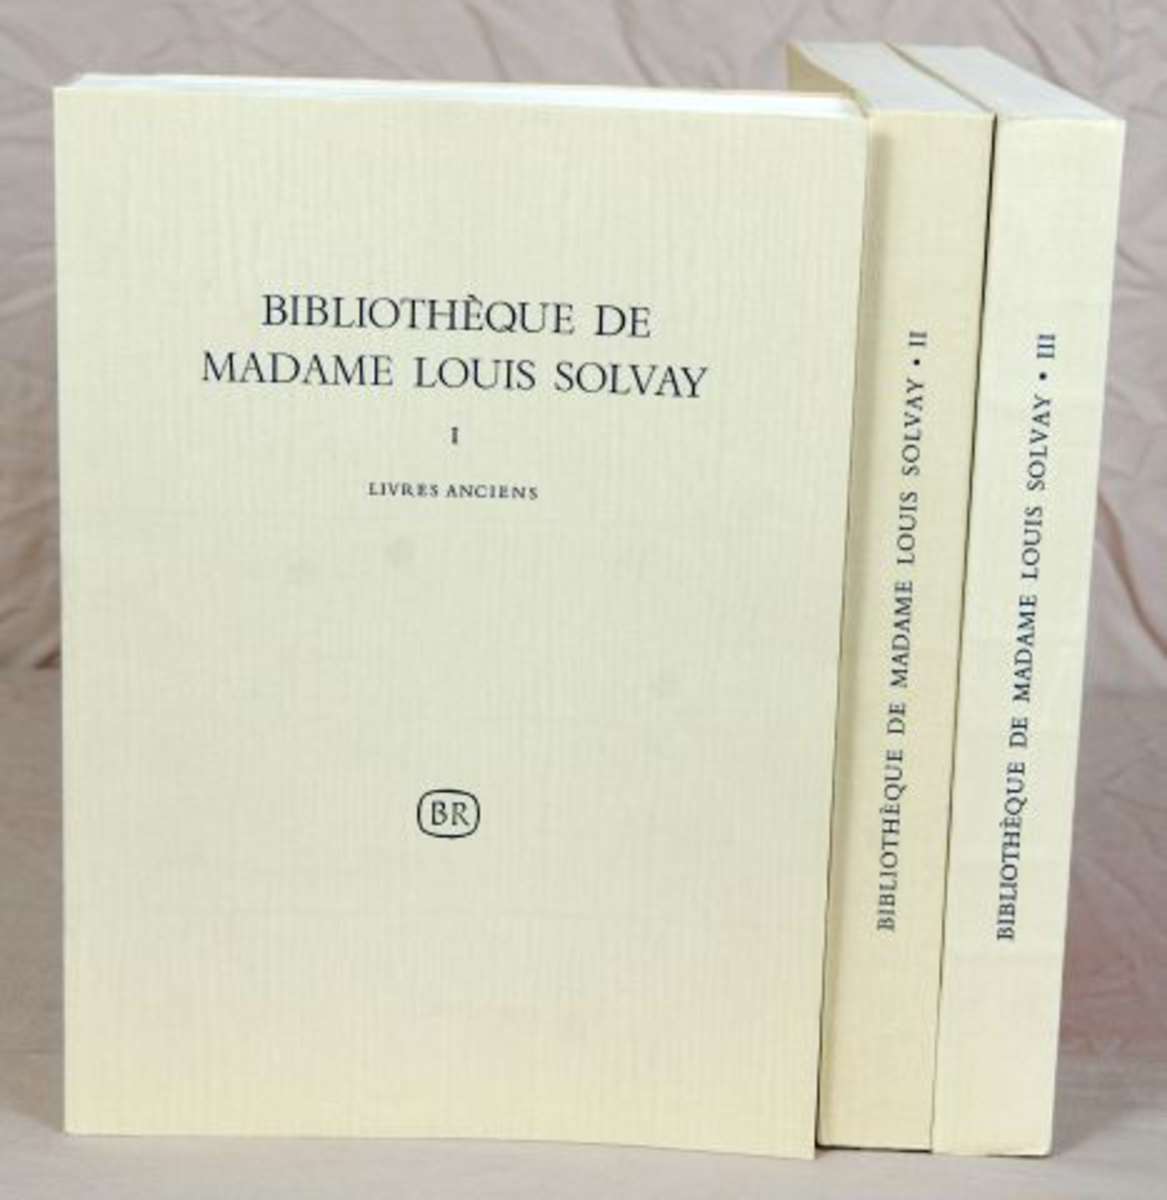 BIBLIOTHÈQUE DE
MADAME LOUIS SOLVAY
I
LIVRES ANCIENS
BR
BIBLIOTHÈQUE DE MADAME LOUIS SOLVAY • II
BIBLIOTHÈQUE DE MADAME LOUIS SOLVAY • III